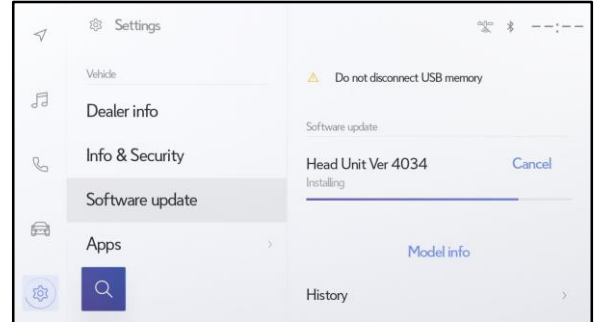 Settings
--:--
Vehicle
Dealer info
Info & Security
Software update
Apps
Do not disconnect USB memory
Software update
Head Unit Ver 4034
Cancel
Installing
Model info
History